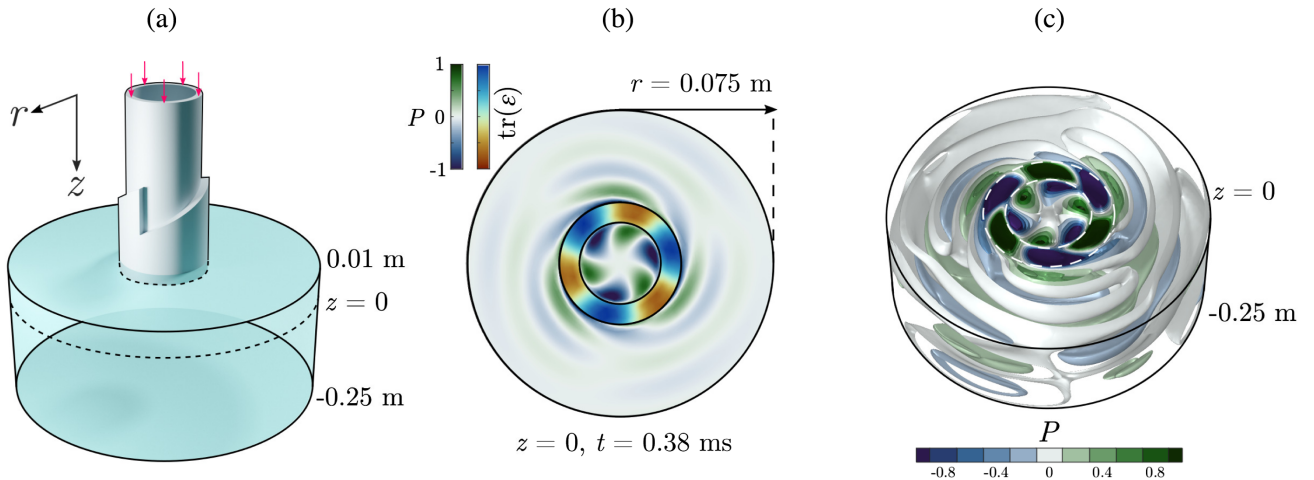 (a)
r
z
0.01 m
z = 0
-0.25 m
(b)
1
P 0
-1
tr(ε)
r = 0.075 m
z = 0, t = 0.38 ms
(c)
z = 0
-0.25 m
P
-0.8 -0.4 0 0.4 0.8